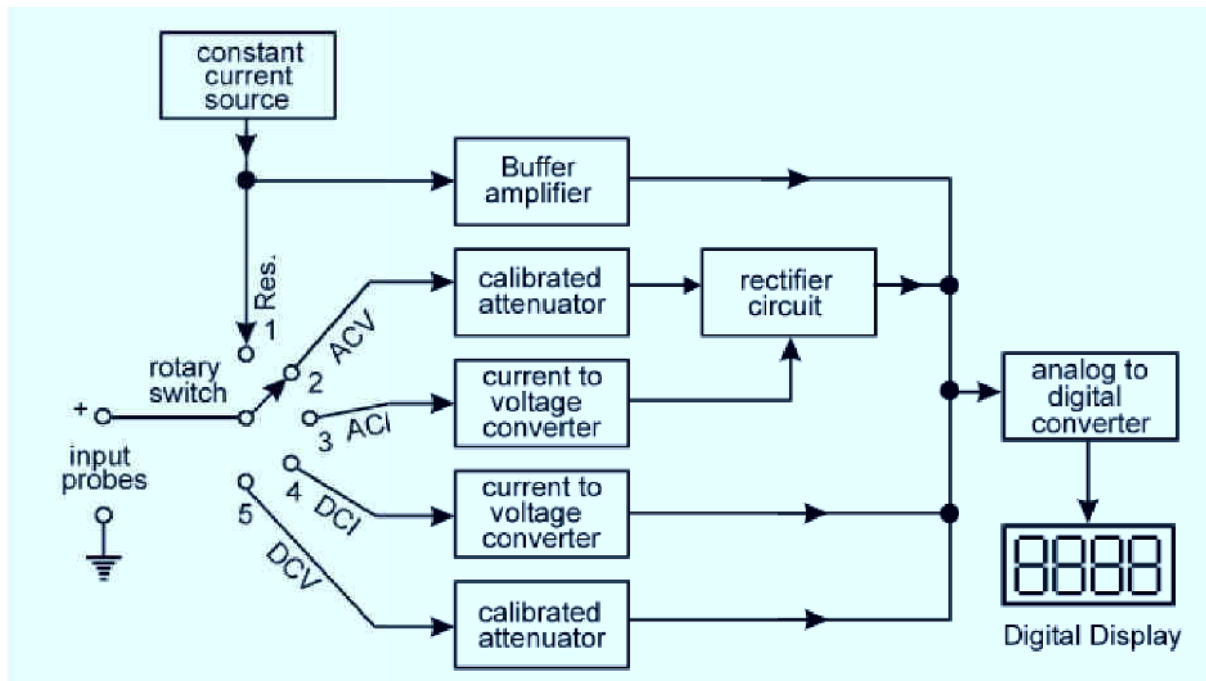 constant
current
source
Buffer
amplifier
Res.
1
ACV
2
calibrated
attenuator
rectifier
circuit
rotary
switch
+
3
ACI
current to
voltage
converter
analog to
digital
converter
input
probes
4
DCI
current to
voltage
converter
5
DCV
calibrated
attenuator
8888
Digital Display